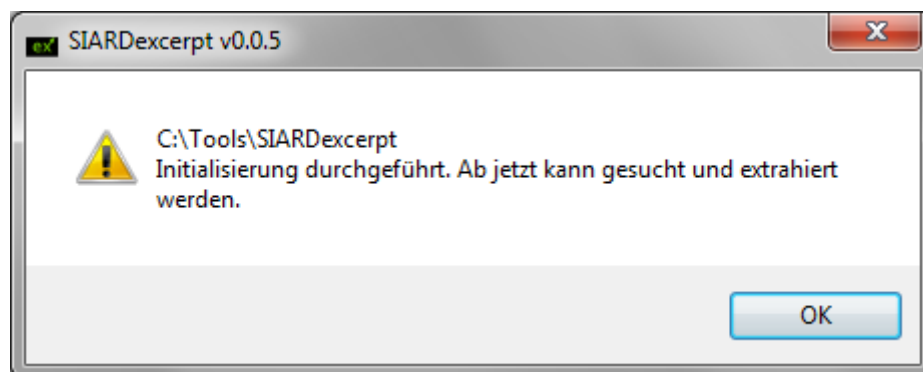 ex
SIARDexcerpt v0.0.5
C:\Tools\SIARDexcerpt
Initialisierung durchgeführt. Ab jetzt kann gesucht und extrahiert
werden.
OK